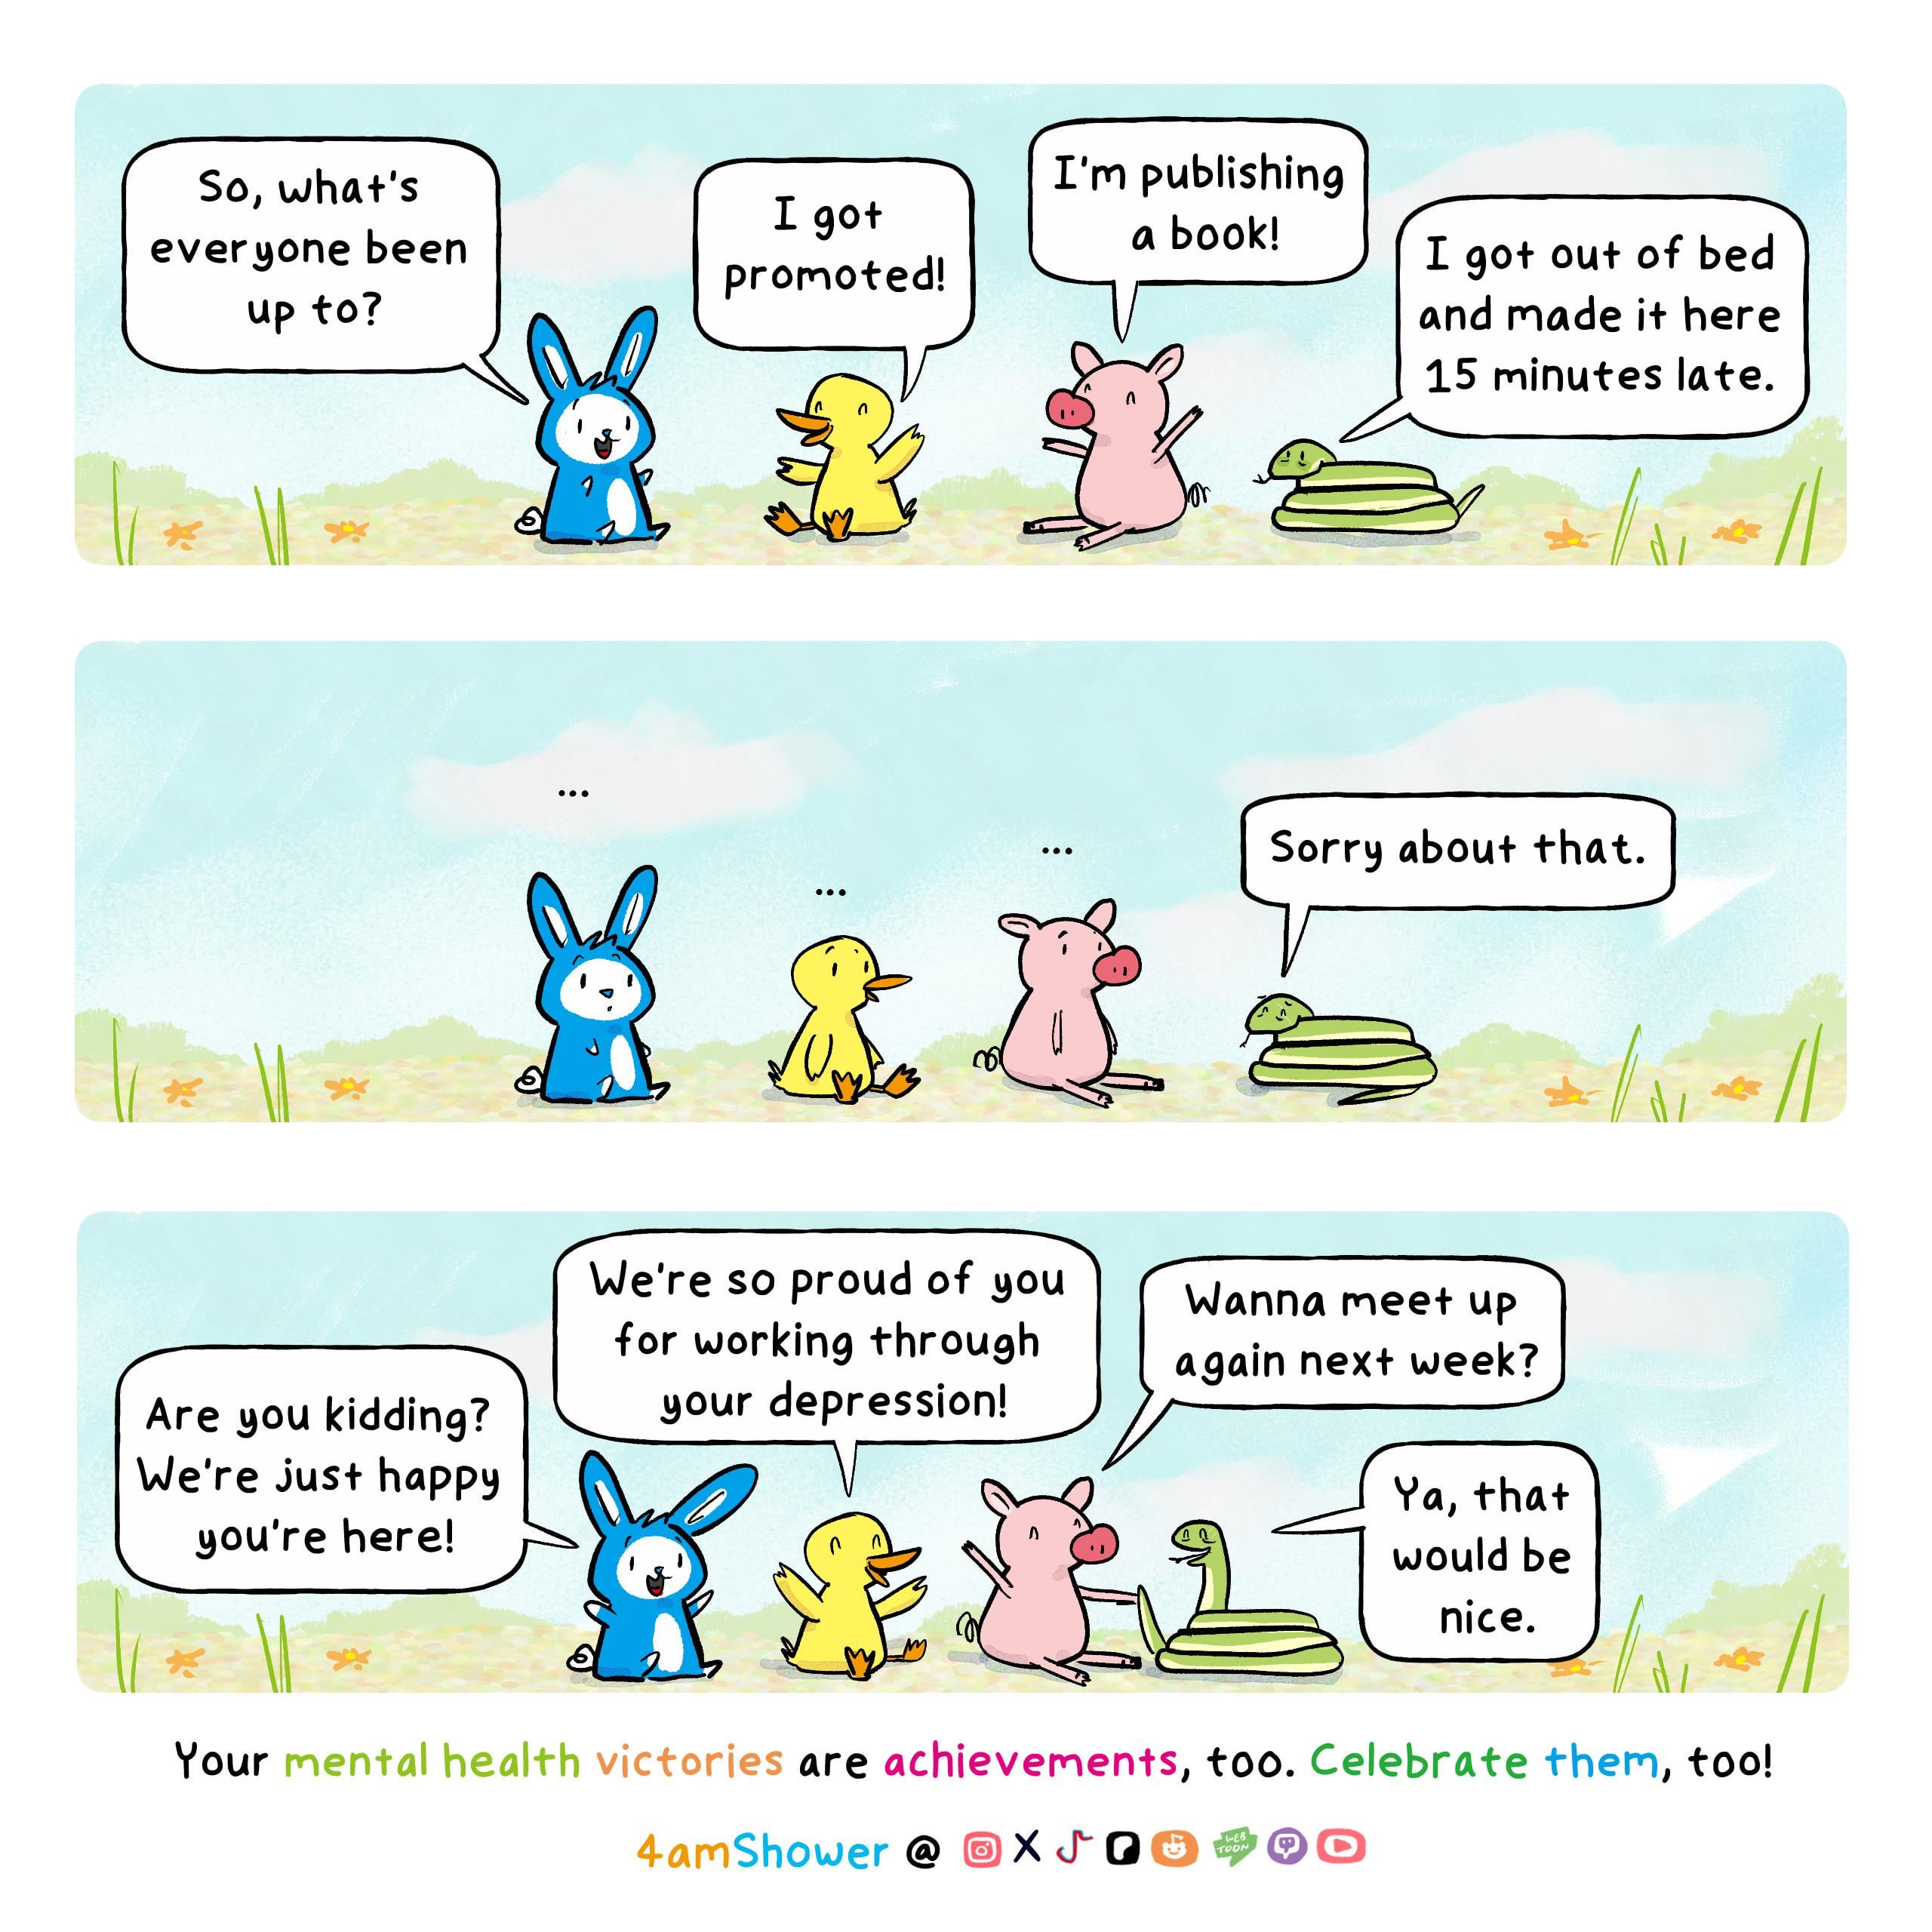 So, what's
everyone been
up to?
I got
promoted!
I'm publishing
a book!
I got out of bed
and made it here
15 minutes late.
...
...
...
Sorry about that.
Are you kidding?
We're just happy
you're here!
We're so proud of you
for working through
your depression!
Wanna meet up
again next week?
Ya, that
would be
nice.
Your mental health victories are achievements, too. Celebrate them, too!
4amShower @ WEB
TOON